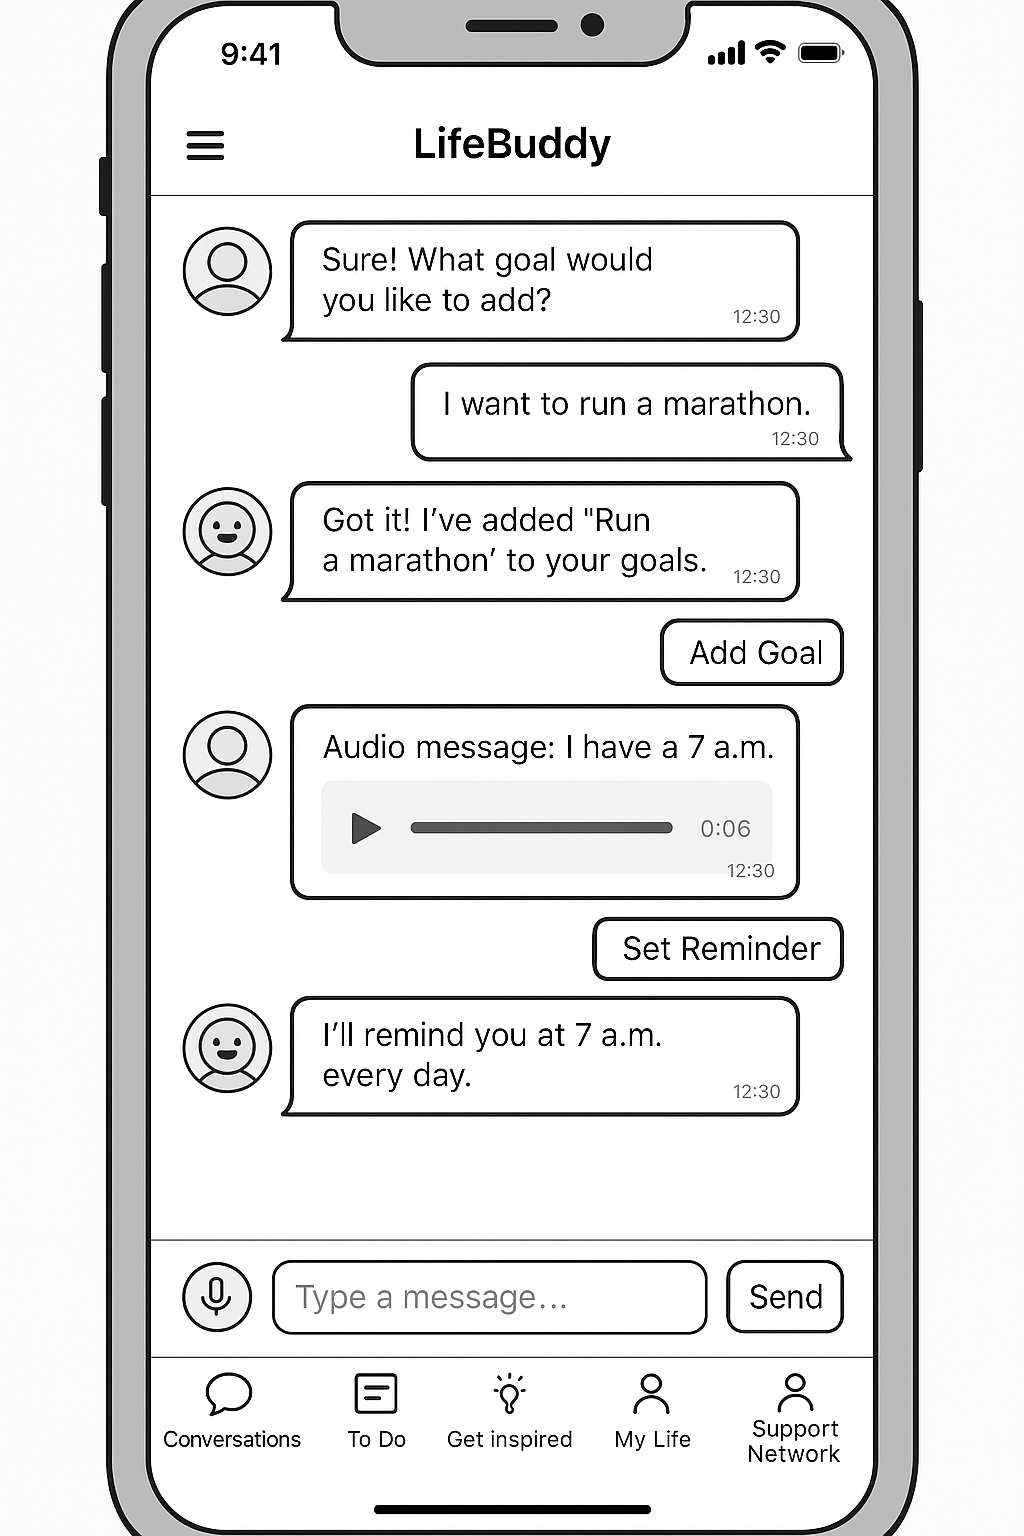 9:41
LifeBuddy
Sure! What goal would
you like to add?
12:30
I want to run a marathon.
12:30
Got it! I’ve added "Run
a marathon’ to your goals.
12:30
Add Goal
Audio message: I have a 7 a.m.
0:06
12:30
Set Reminder
I’ll remind you at 7 a.m.
every day.
12:30
Type a message...
Send
Conversations
To Do
Get inspired
My Life
Support
Network